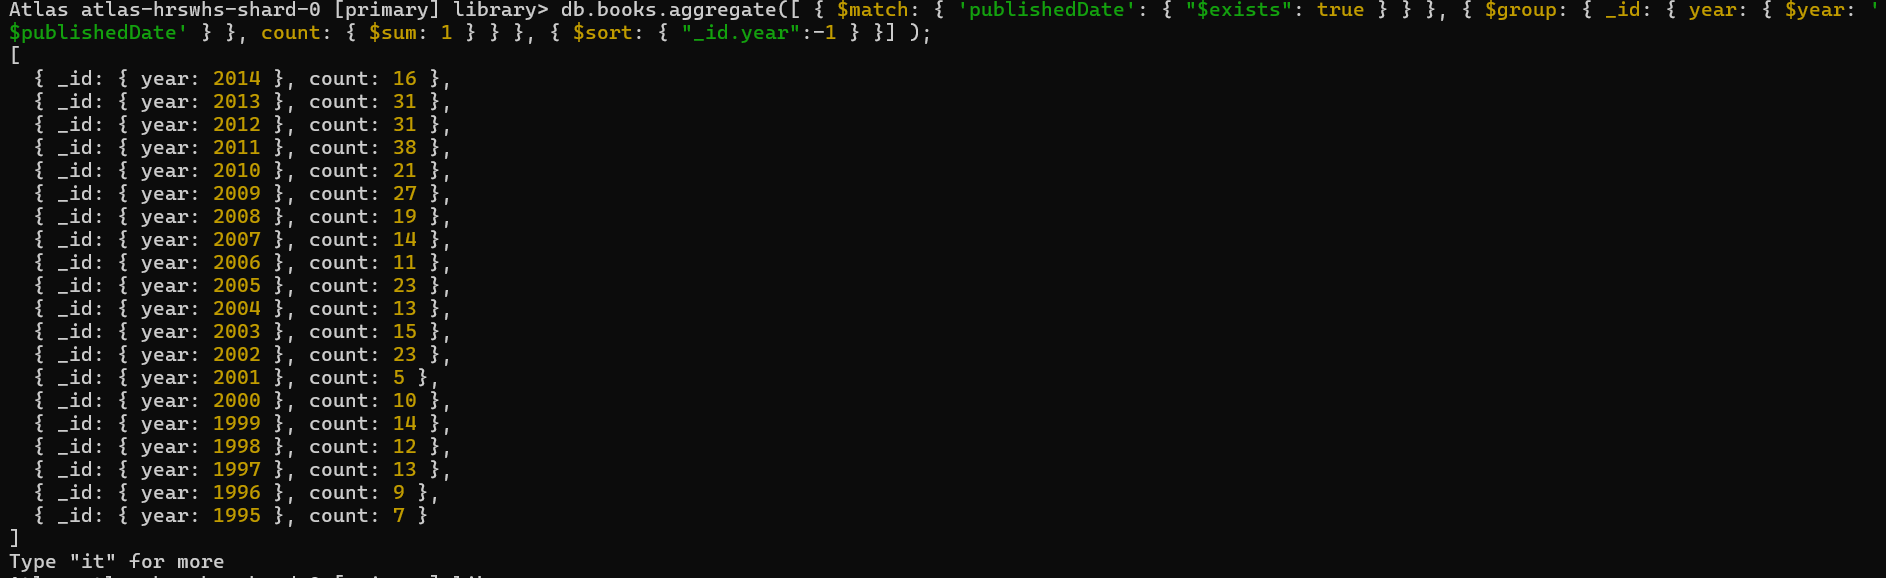 Atlas atlas-hrswhs-shard-0 [primary] library> db.books.aggregate([ { $match: { 'publishedDate': { "$exists": true } } }, { $group: { _id: { year: { $year: '
$publishedDate' } }, count: { $sum: 1 } } }, { $sort: { "_id.year":-1 } }] );
[
  { _id: { year: 2014 }, count: 16 },
  { _id: { year: 2013 }, count: 31 },
  { _id: { year: 2012 }, count: 31 },
  { _id: { year: 2011 }, count: 38 },
  { _id: { year: 2010 }, count: 21 },
  { _id: { year: 2009 }, count: 27 },
  { _id: { year: 2008 }, count: 19 },
  { _id: { year: 2007 }, count: 14 },
  { _id: { year: 2006 }, count: 11 },
  { _id: { year: 2005 }, count: 23 },
  { _id: { year: 2004 }, count: 13 },
  { _id: { year: 2003 }, count: 15 },
  { _id: { year: 2002 }, count: 23 },
  { _id: { year: 2001 }, count: 5 },
  { _id: { year: 2000 }, count: 10 },
  { _id: { year: 1999 }, count: 14 },
  { _id: { year: 1998 }, count: 12 },
  { _id: { year: 1997 }, count: 13 },
  { _id: { year: 1996 }, count: 9 },
  { _id: { year: 1995 }, count: 7 }
]
Type "it" for more